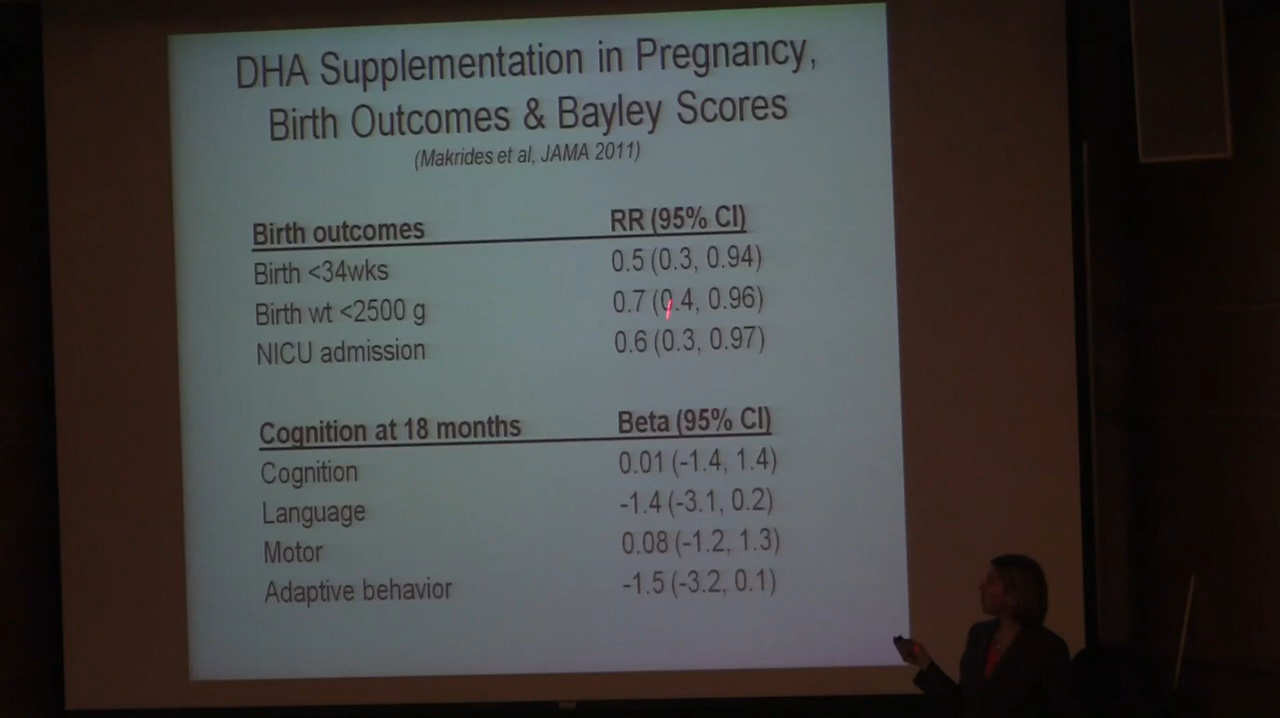 DHA Supplementation in Pregnancy,
Birth Outcomes & Bayley Scores
(Makrides et al, JAMA 2011)
Birth outcomes RR (95% CI)
Birth <34wks 0.5 (0.3, 0.94)
Birth wt <2500 g 0.7 (0.4, 0.96)
NICU admission 0.6 (0.3, 0.97)
Cognition at 18 months Beta (95% CI)
Cognition 0.01 (-1.4, 1.4)
Language -1.4 (-3.1, 0.2)
Motor 0.08 (-1.2, 1.3)
Adaptive behavior -1.5 (-3.2, 0.1)